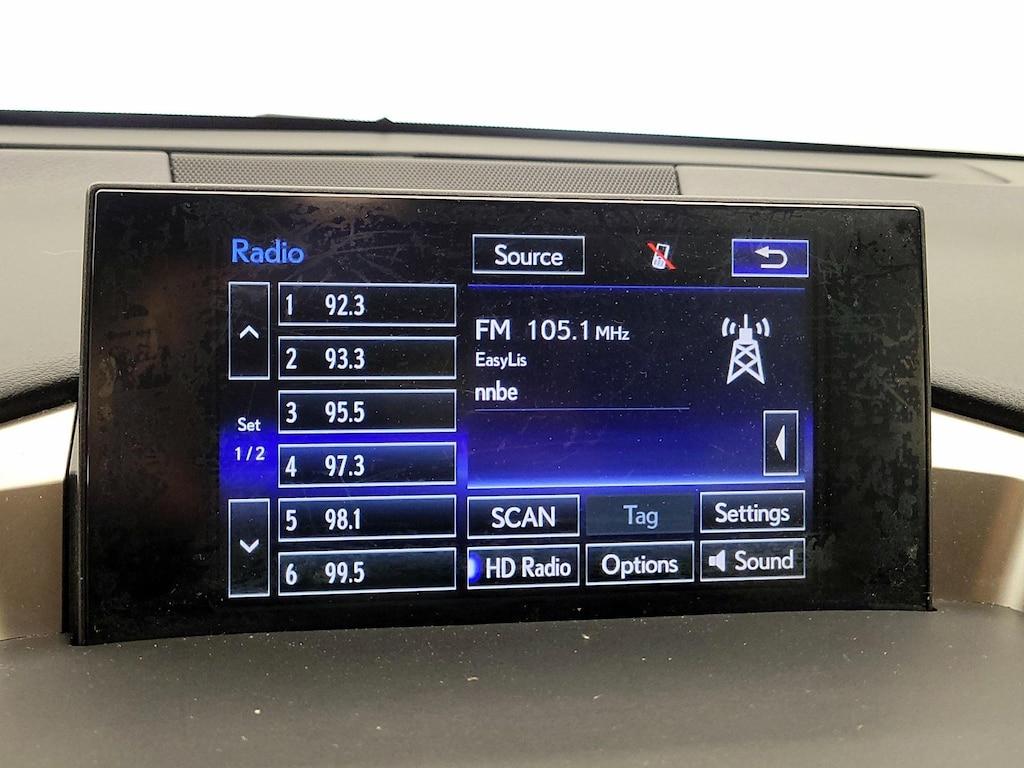 Radio
Source
1 92.3
2 93.3
3 95.5
4 97.3
5 98.1
6 99.5
Set
1/2
FM 105.1 MHz
EasyLis
nnbe
SCAN
Tag
Settings
HD Radio
Options
Sound